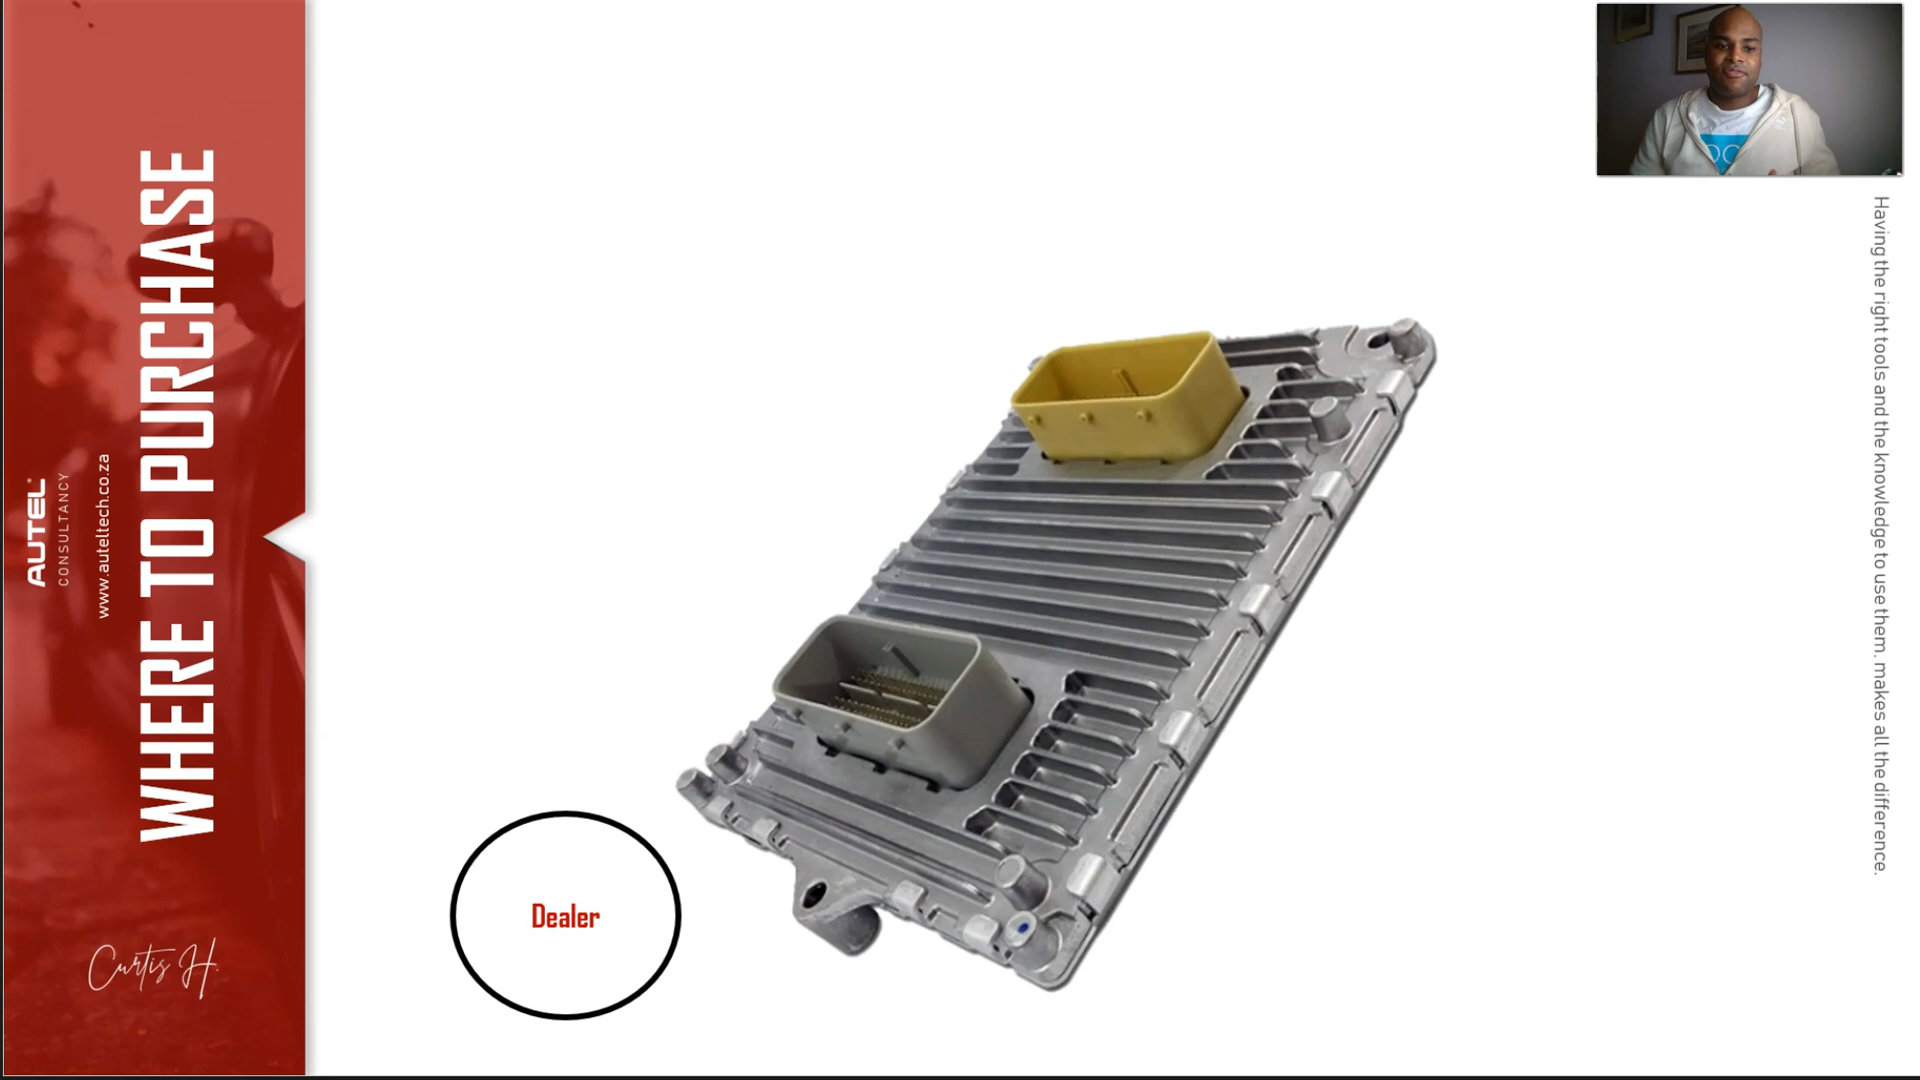 AUTEL
CONSULTANCY
www.auteltech.co.za
WHERE TO PURCHASE
Curtis H.
Dealer
Having the right tools and the knowledge to use them. makes all the difference.